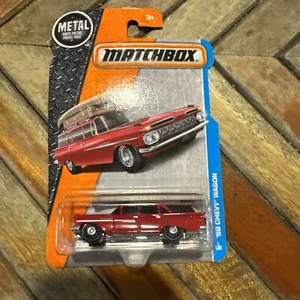 METAL
3+
MATCHBOX
'59 CHEVY WAGON